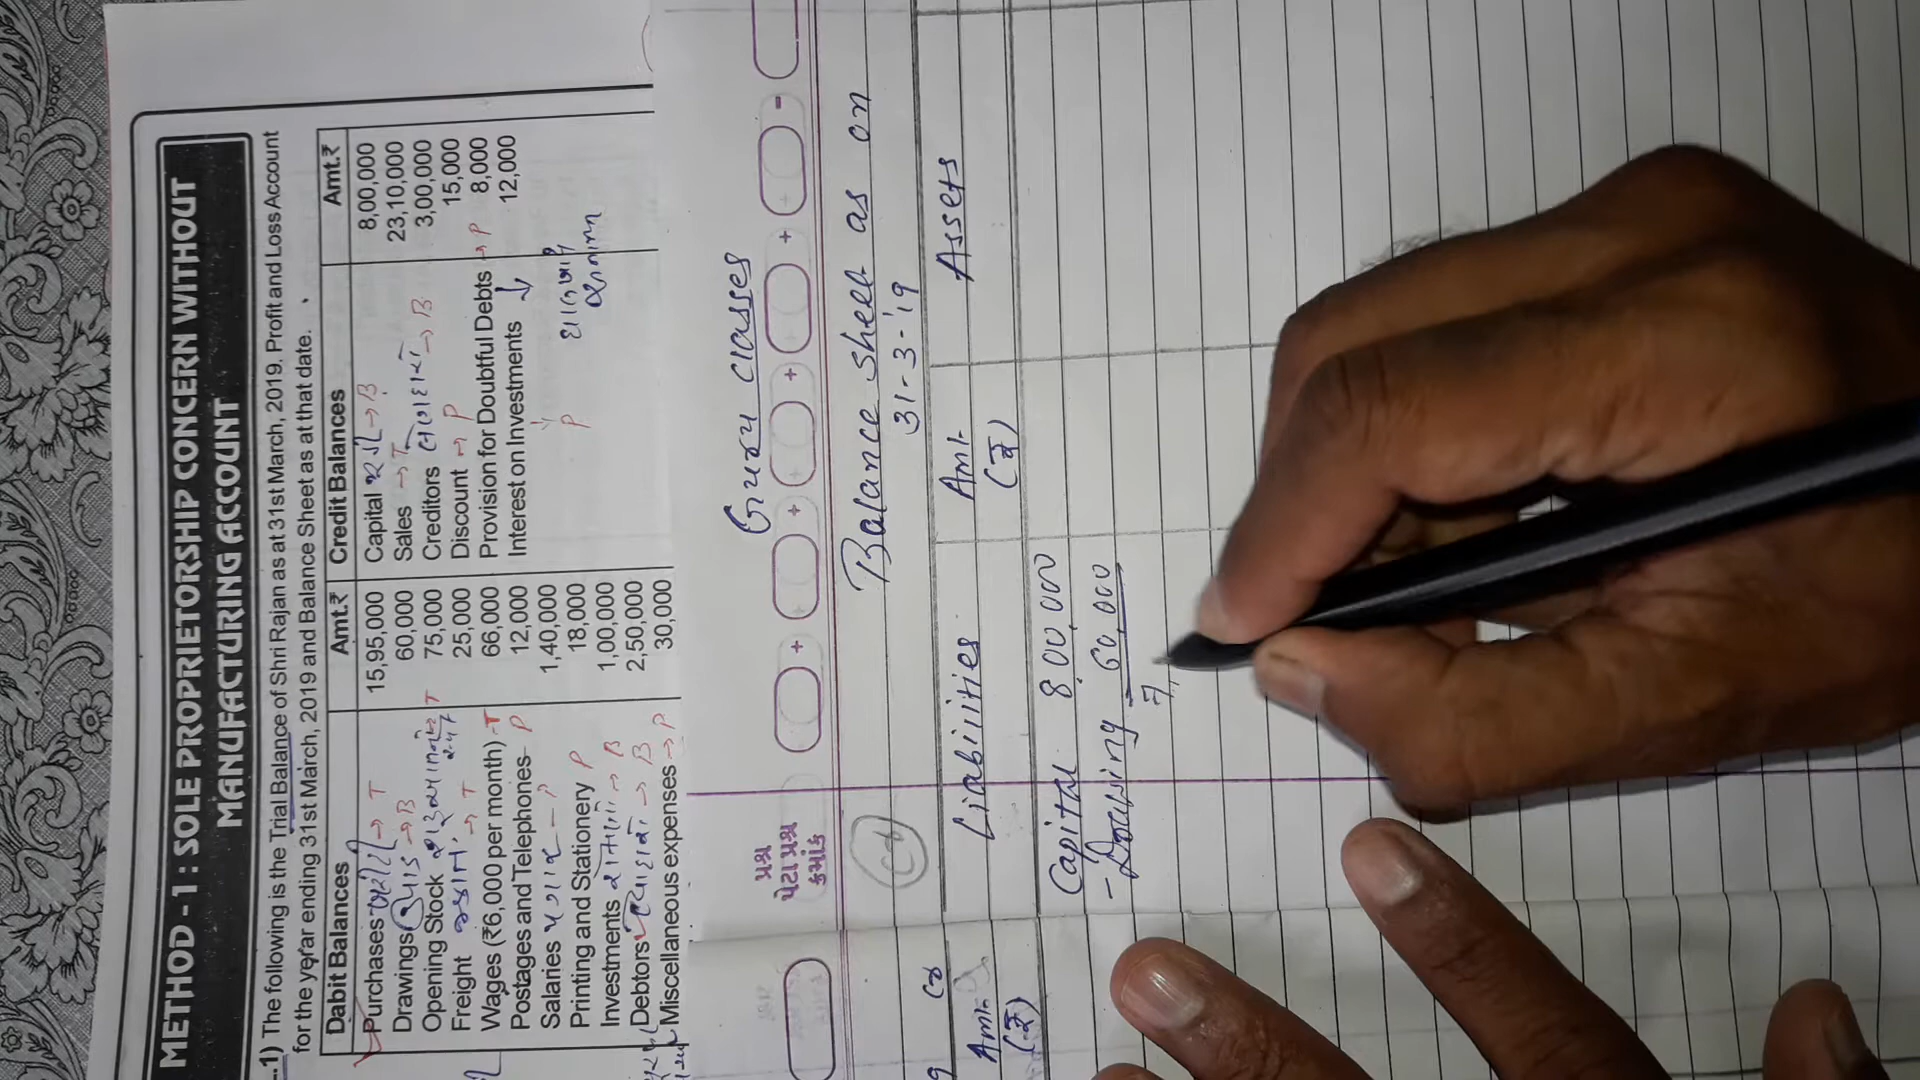 METHOD - 1 : SOLE PROPRIETORSHIP CONCERN WITHOUT
MANUFACTURING ACCOUNT
1) The following is the Trial Balance of Shri Rajan as at 31st March, 2019. Profit and Loss Account
for the year ending 31st March, 2019 and Balance Sheet as at that date.
Dabit Balances Amt.₹ Credit Balances Amt.₹
Purchases → T 15,95,000 Capital → B 8,00,000
Drawings ઉપાડ → B 60,000 Sales → T 23,10,000
Opening Stock T 75,000 Creditors → B 3,00,000
Freight → T 25,000 Discount → P 15,000
Wages (₹6,000 per month) -T 66,000 Provision for Doubtful Debts → P 8,000
Postages and Telephones- P 12,000 Interest on Investments 12,000
Salaries પગાર - P 1,40,000 P
Printing and Stationery P 18,000
Investments → B 1,00,000
Debtors → B 2,50,000
Miscellaneous expenses → P 30,000
classes
પ્રશ્ન
પેટા પ્રશ્ન
ક્રમાંક
+ + + + + -
Balance sheet as on
31-3-'19
Liabilities Amt. (₹) Assets
Capital 8,00,000
- Drawing 60,000
7,
Amt.
(₹)